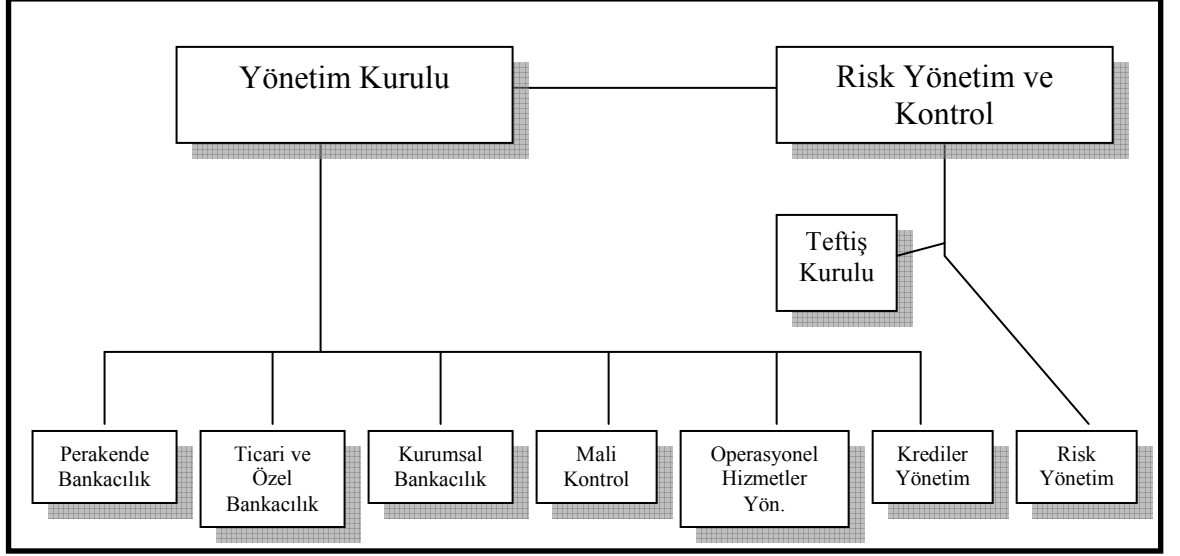 Yönetim Kurulu
Risk Yönetim ve
Kontrol
Teftiş
Kurulu
Perakende
Bankacılık
Ticari ve
Özel
Bankacılık
Kurumsal
Bankacılık
Mali
Kontrol
Operasyonel
Hizmetler
Yön.
Krediler
Yönetim
Risk
Yönetim